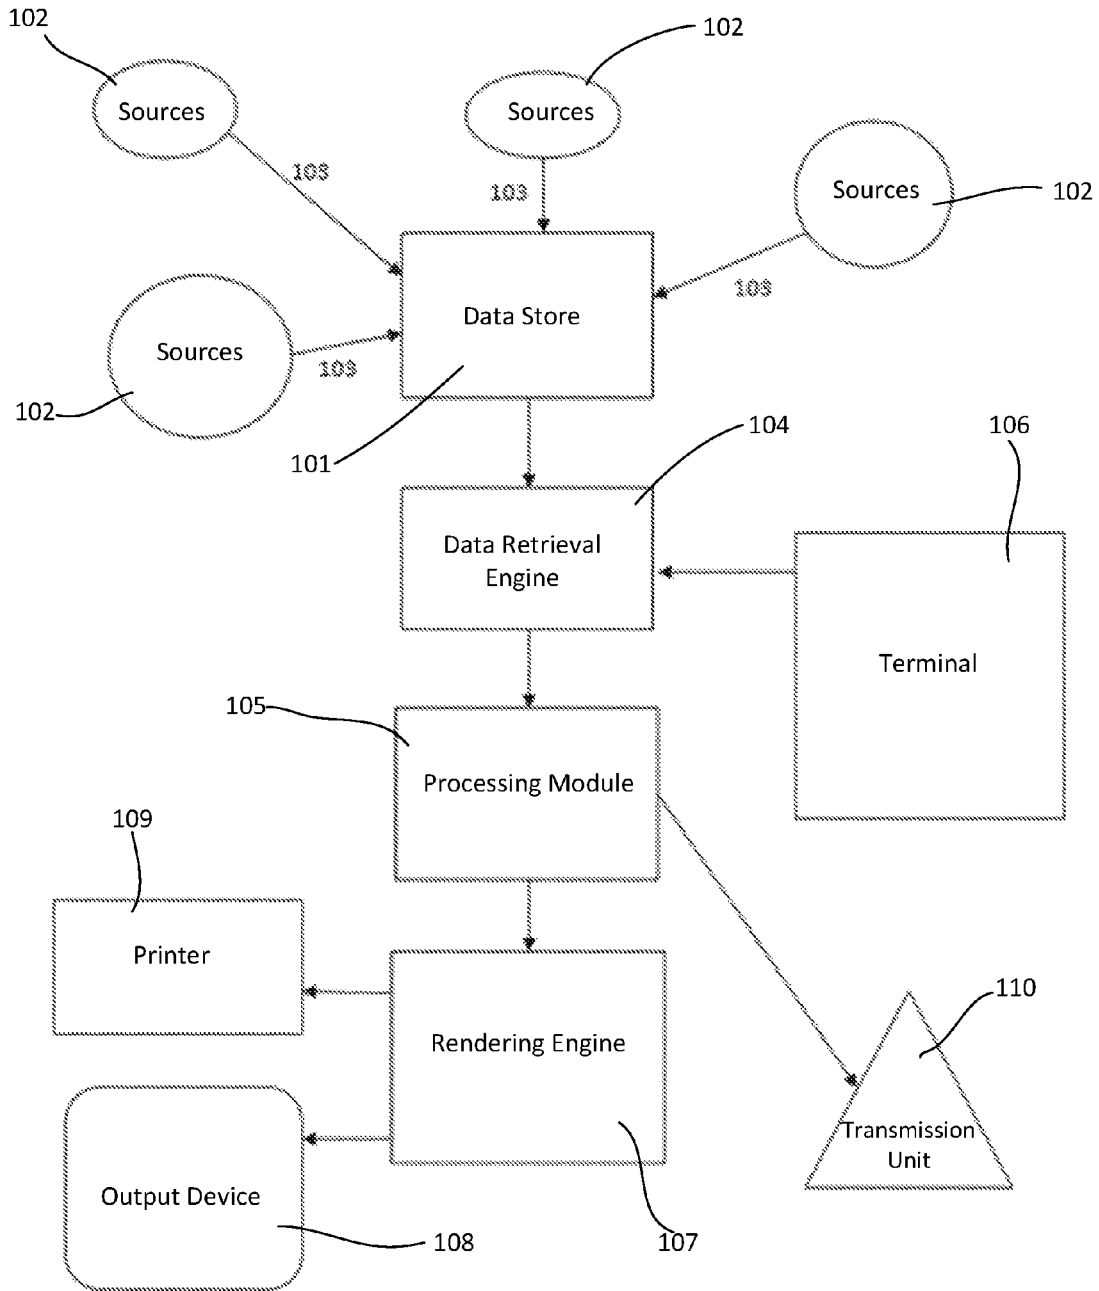 102
102
Sources
Sources
103
103
Sources
102
103
Data Store
Sources
103
102
101
104
106
Data Retrieval
Engine
Terminal
105
Processing Module
109
Printer
110
Rendering Engine
Transmission
Unit
Output Device
108
107